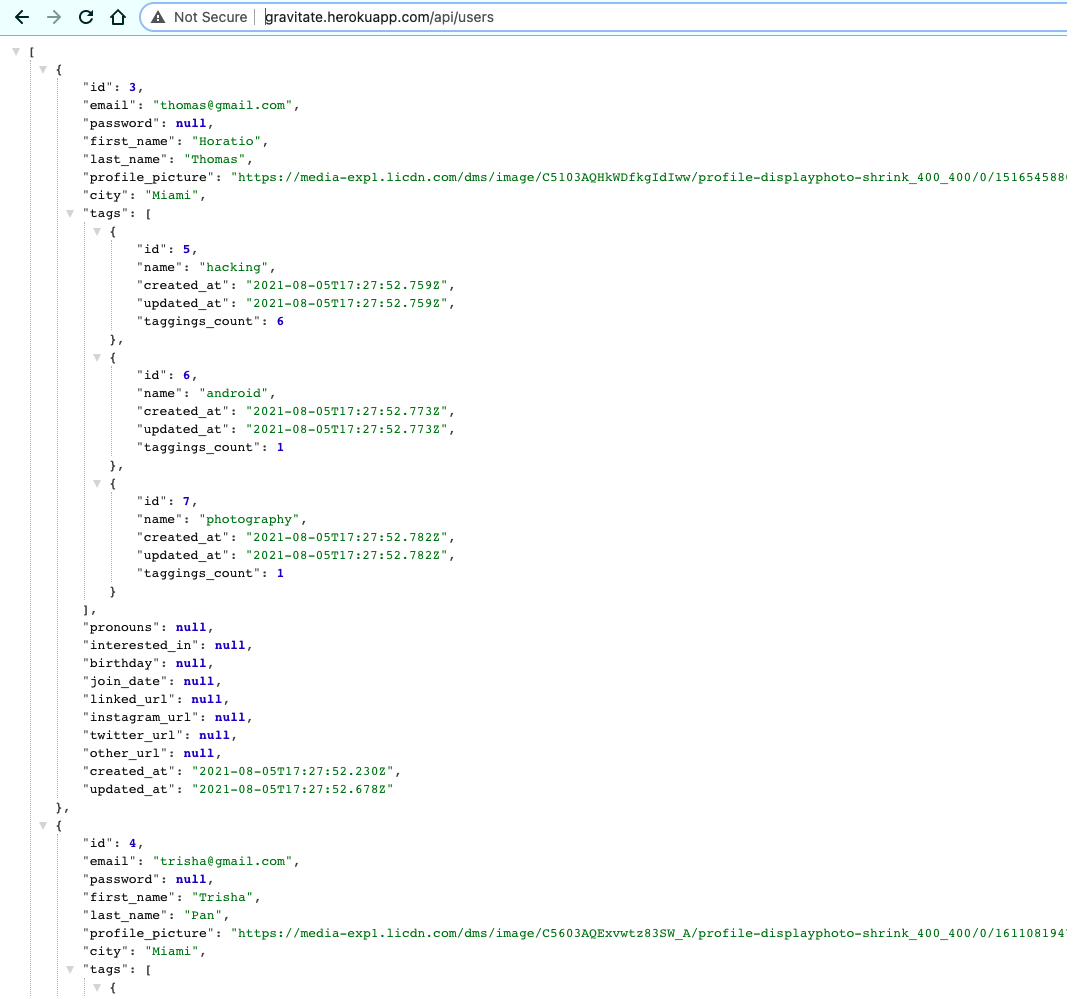 Not Secure | gravitate.herokuapp.com/api/users
[
{
"id": 3,
"email": "thomas@gmail.com",
"password": null,
"first_name": "Horatio",
"last_name": "Thomas",
"profile_picture": "https://media-exp1.licdn.com/dms/image/C5103AQHkWDfkgIdIww/profile-displayphoto-shrink_400_400/0/151654588
"city": "Miami",
"tags": [
{
"id": 5,
"name": "hacking",
"created_at": "2021-08-05T17:27:52.759Z",
"updated_at": "2021-08-05T17:27:52.759Z",
"taggings_count": 6
},
{
"id": 6,
"name": "android",
"created_at": "2021-08-05T17:27:52.773Z",
"updated_at": "2021-08-05T17:27:52.773Z",
"taggings_count": 1
},
{
"id": 7,
"name": "photography",
"created_at": "2021-08-05T17:27:52.782Z",
"updated_at": "2021-08-05T17:27:52.782Z",
"taggings_count": 1
}
],
"pronouns": null,
"interested_in": null,
"birthday": null,
"join_date": null,
"linked_url": null,
"instagram_url": null,
"twitter_url": null,
"other_url": null,
"created_at": "2021-08-05T17:27:52.230Z",
"updated_at": "2021-08-05T17:27:52.678Z"
},
{
"id": 4,
"email": "trisha@gmail.com",
"password": null,
"first_name": "Trisha",
"last_name": "Pan",
"profile_picture": "https://media-exp1.licdn.com/dms/image/C5603AQExvwtz83SW_A/profile-displayphoto-shrink_400_400/0/161108194
"city": "Miami",
"tags": [
{